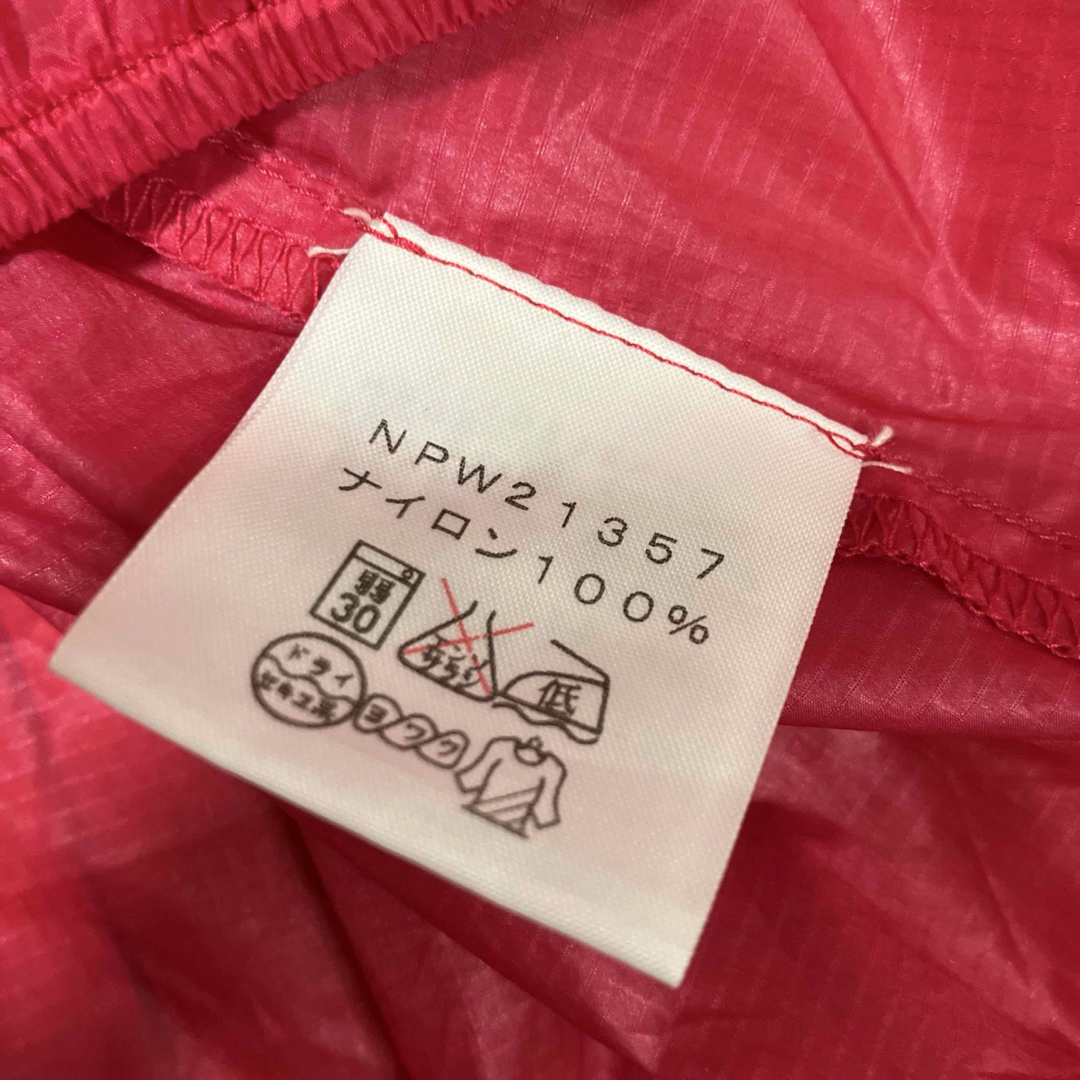 NPW21357
ナイロン100%
弱
30
エンソ
サラシ
低
ドライ
セキユ系
ヨワク